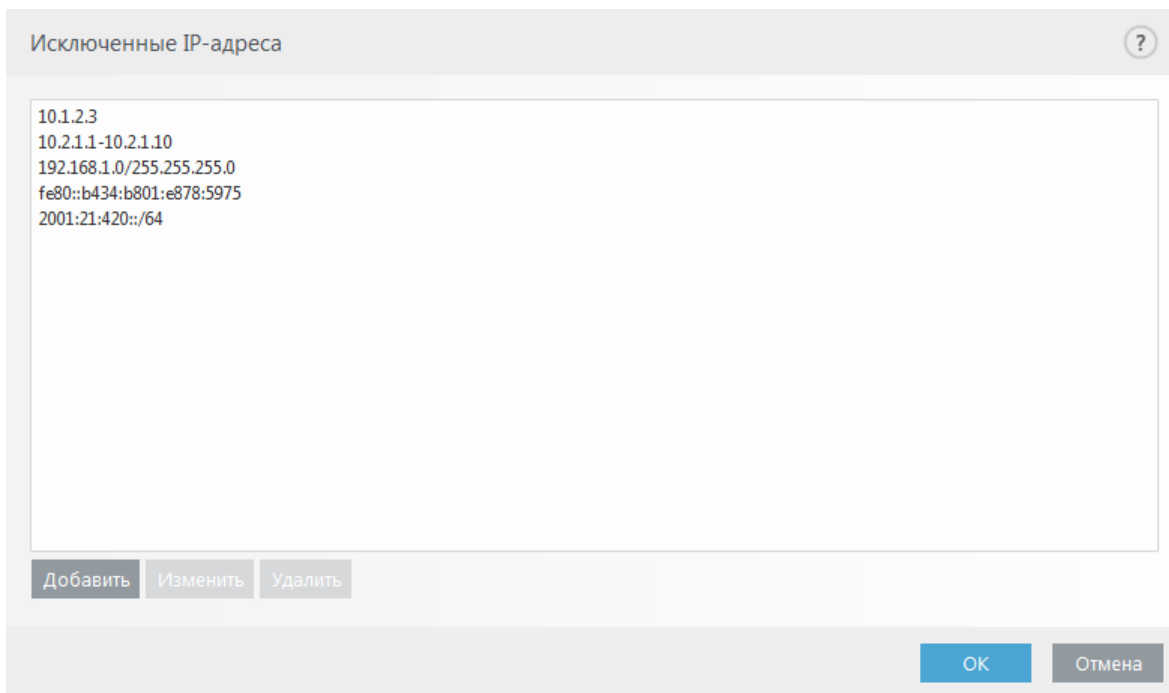 Исключенные IP-адреса
?
10.1.2.3
10.2.1.1-10.2.1.10
192.168.1.0/255.255.255.0
fe80::b434:b801:e878:5975
2001:21:420::/64
Добавить Изменить Удалить
OK Отмена